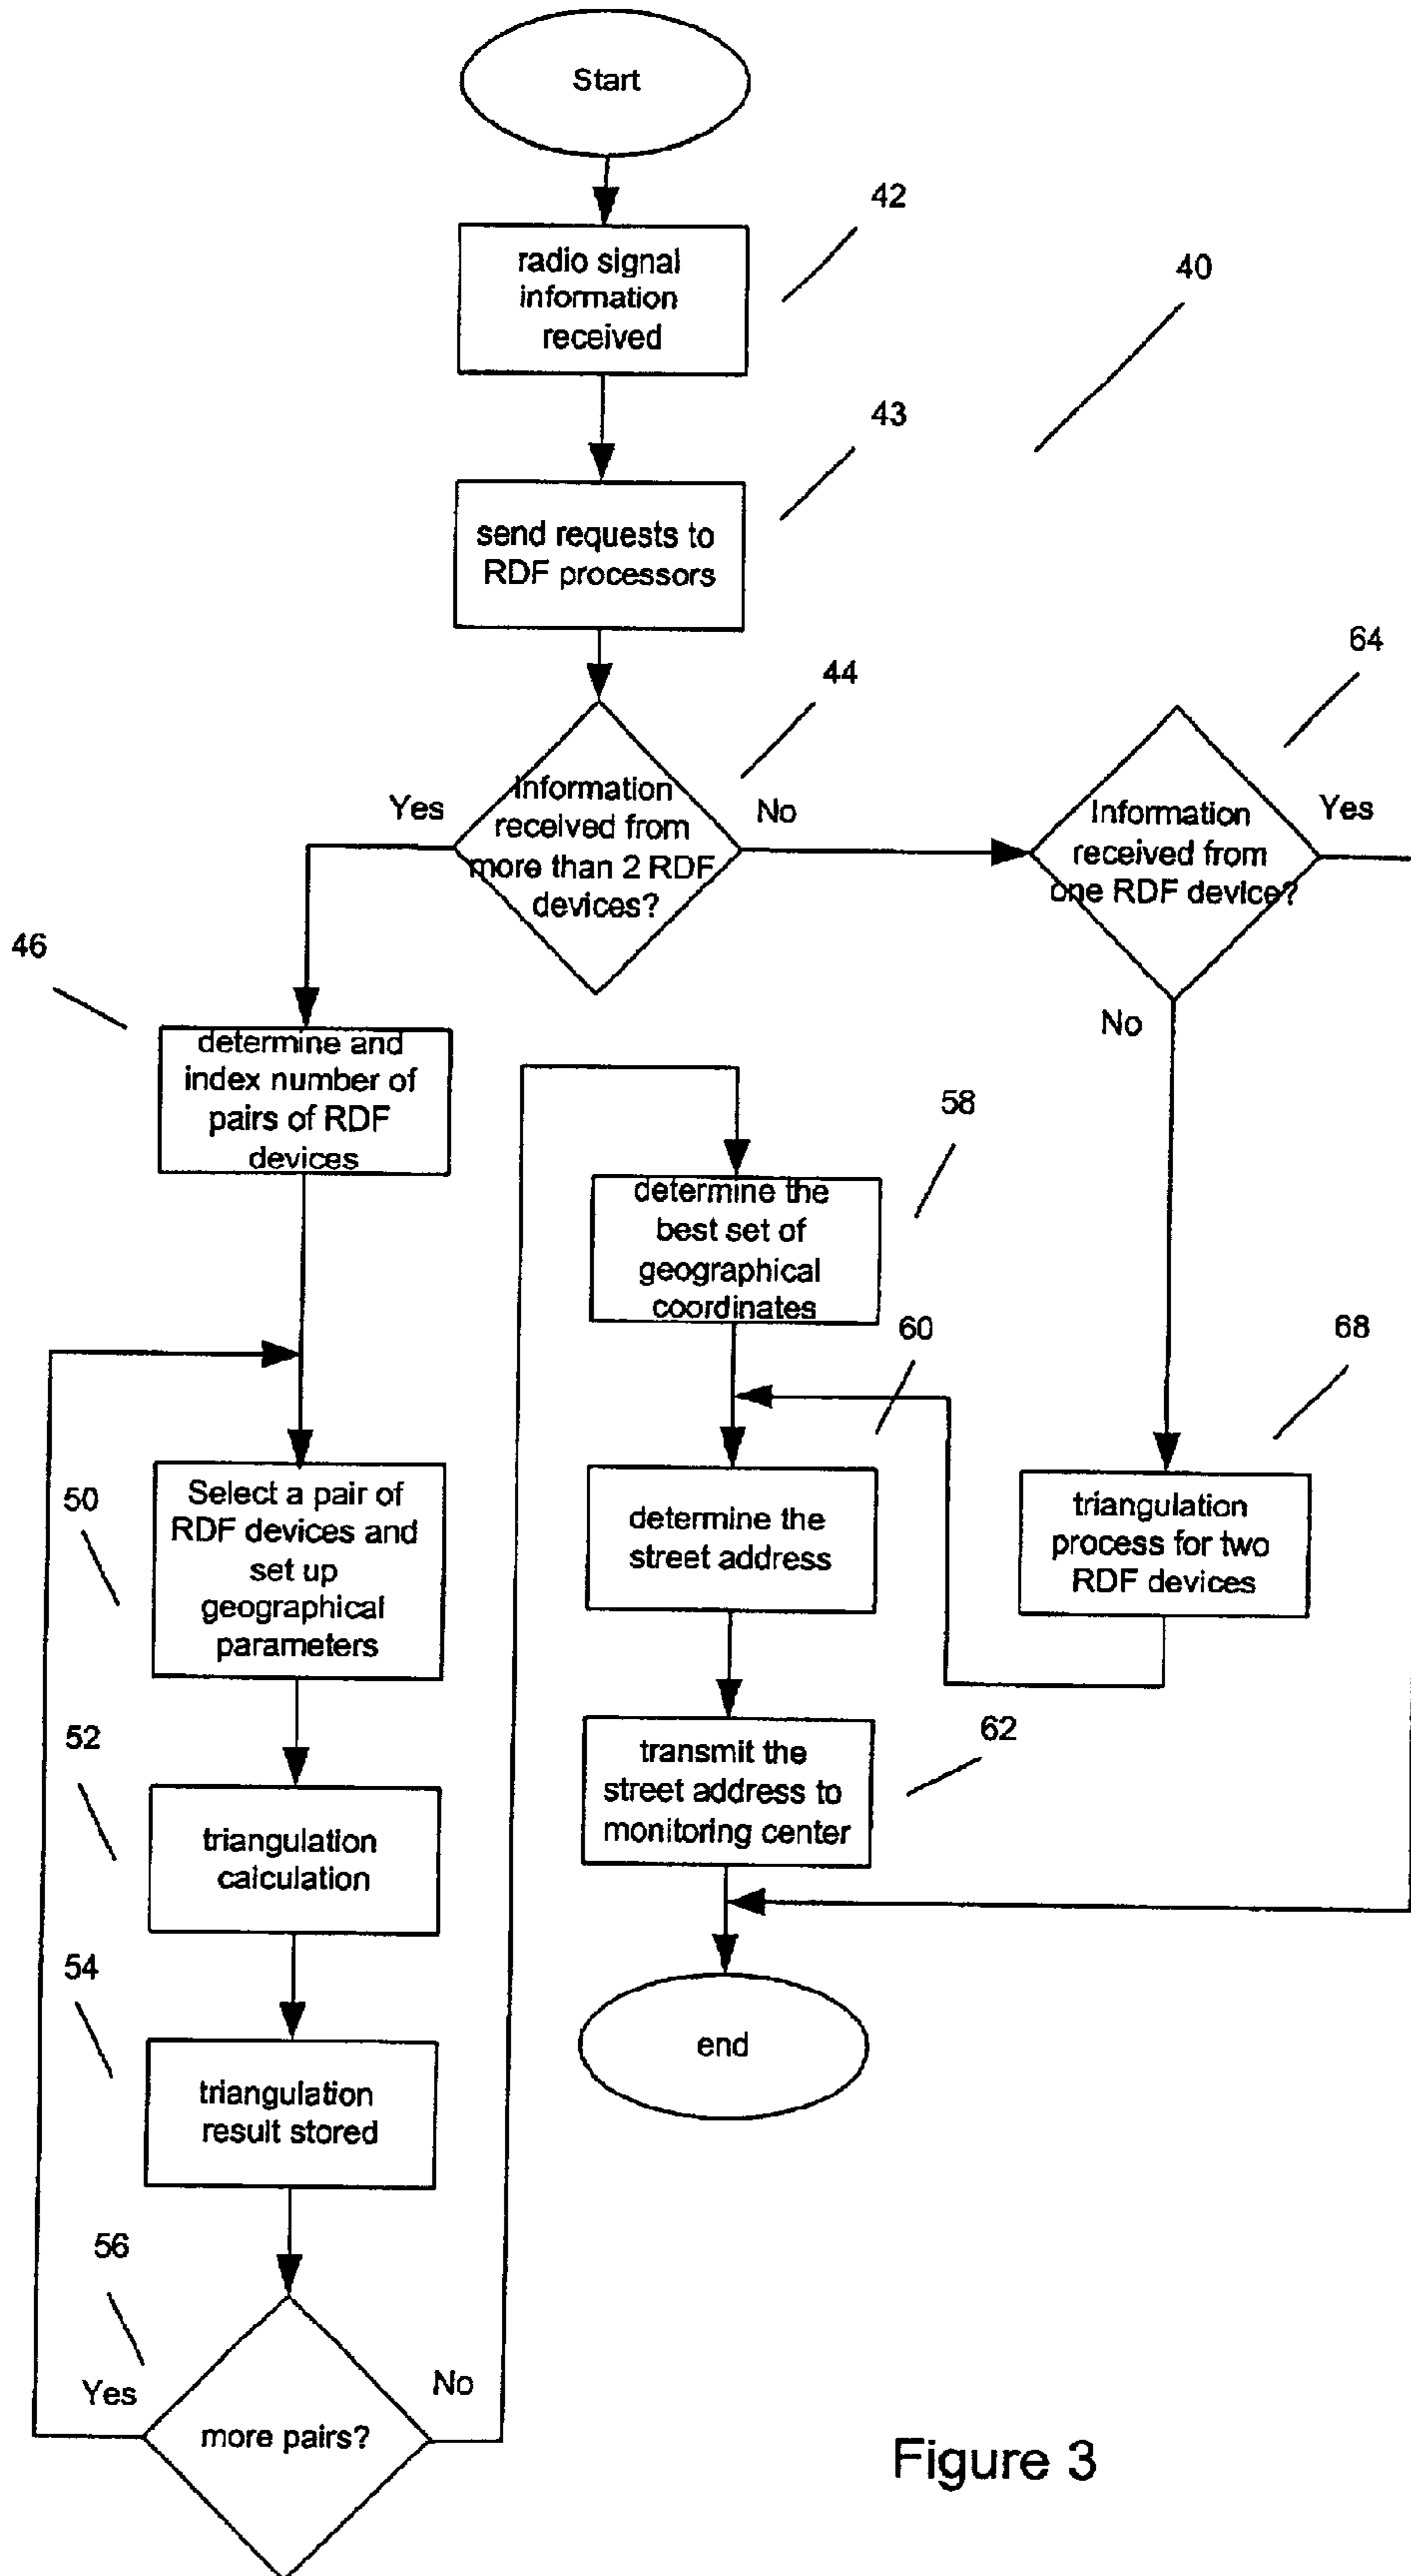 Start
42
radio signal
information
received
40
43
send requests to
RDF processors
64
44
Information
received from
more than 2 RDF
devices?
Yes
No
Information
received from
one RDF device?
Yes
No
46
determine and
index number of
pairs of RDF
devices
58
determine the
best set of
geographical
coordinates
60
68
50
Select a pair of
RDF devices and
set up
geographical
parameters
determine the
street address
triangulation
process for two
RDF devices
52
triangulation
calculation
62
transmit the
street address to
monitoring center
54
triangulation
result stored
end
56
Yes
No
more pairs?
Figure 3